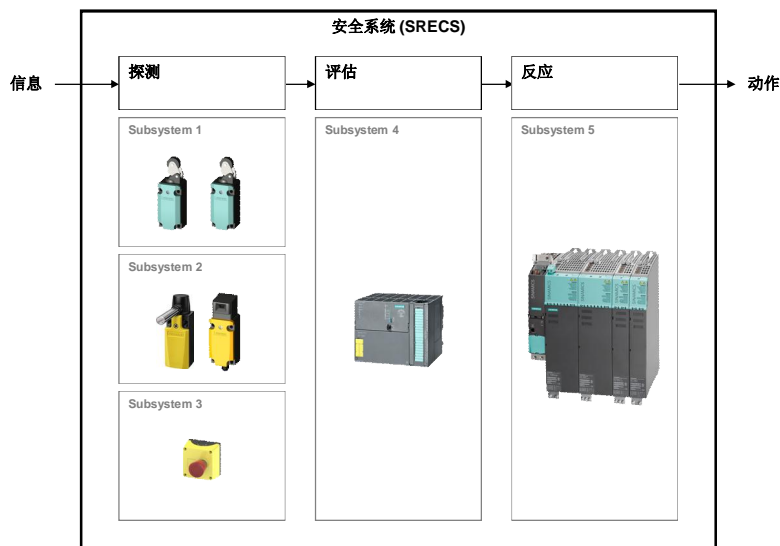 安全系统 (SRECS)
信息
探测
评估
反应
动作
Subsystem 1
Subsystem 4
Subsystem 5
Subsystem 2
Subsystem 3